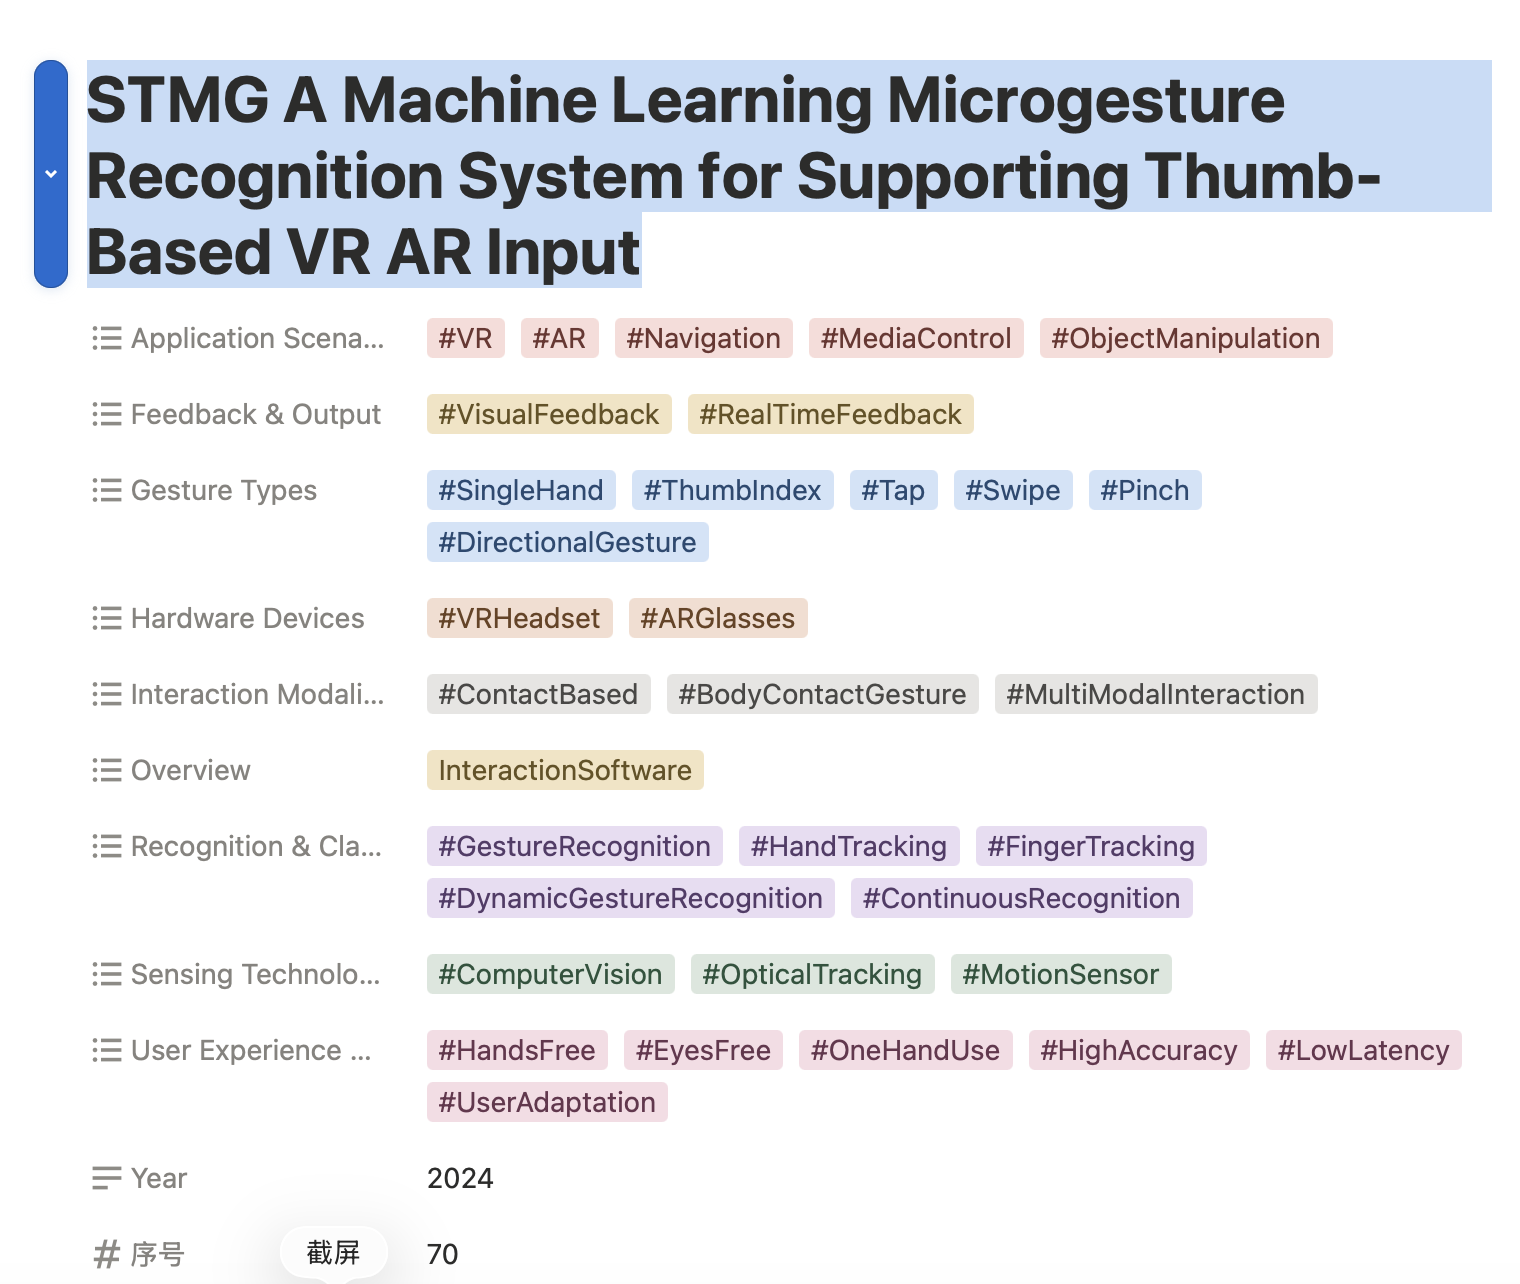 STMG A Machine Learning Microgesture
Recognition System for Supporting Thumb-
Based VR AR Input
Application Scena... #VR #AR #Navigation #MediaControl #ObjectManipulation
Feedback & Output #VisualFeedback #RealTimeFeedback
Gesture Types #SingleHand #ThumbIndex #Tap #Swipe #Pinch
#DirectionalGesture
Hardware Devices #VRHeadset #ARGlasses
Interaction Modali... #ContactBased #BodyContactGesture #MultiModalInteraction
Overview InteractionSoftware
Recognition & Cla... #GestureRecognition #HandTracking #FingerTracking
#DynamicGestureRecognition #ContinuousRecognition
Sensing Technolo... #ComputerVision #OpticalTracking #MotionSensor
User Experience ... #HandsFree #EyesFree #OneHandUse #HighAccuracy #LowLatency
#UserAdaptation
Year 2024
# 序号 截屏 70